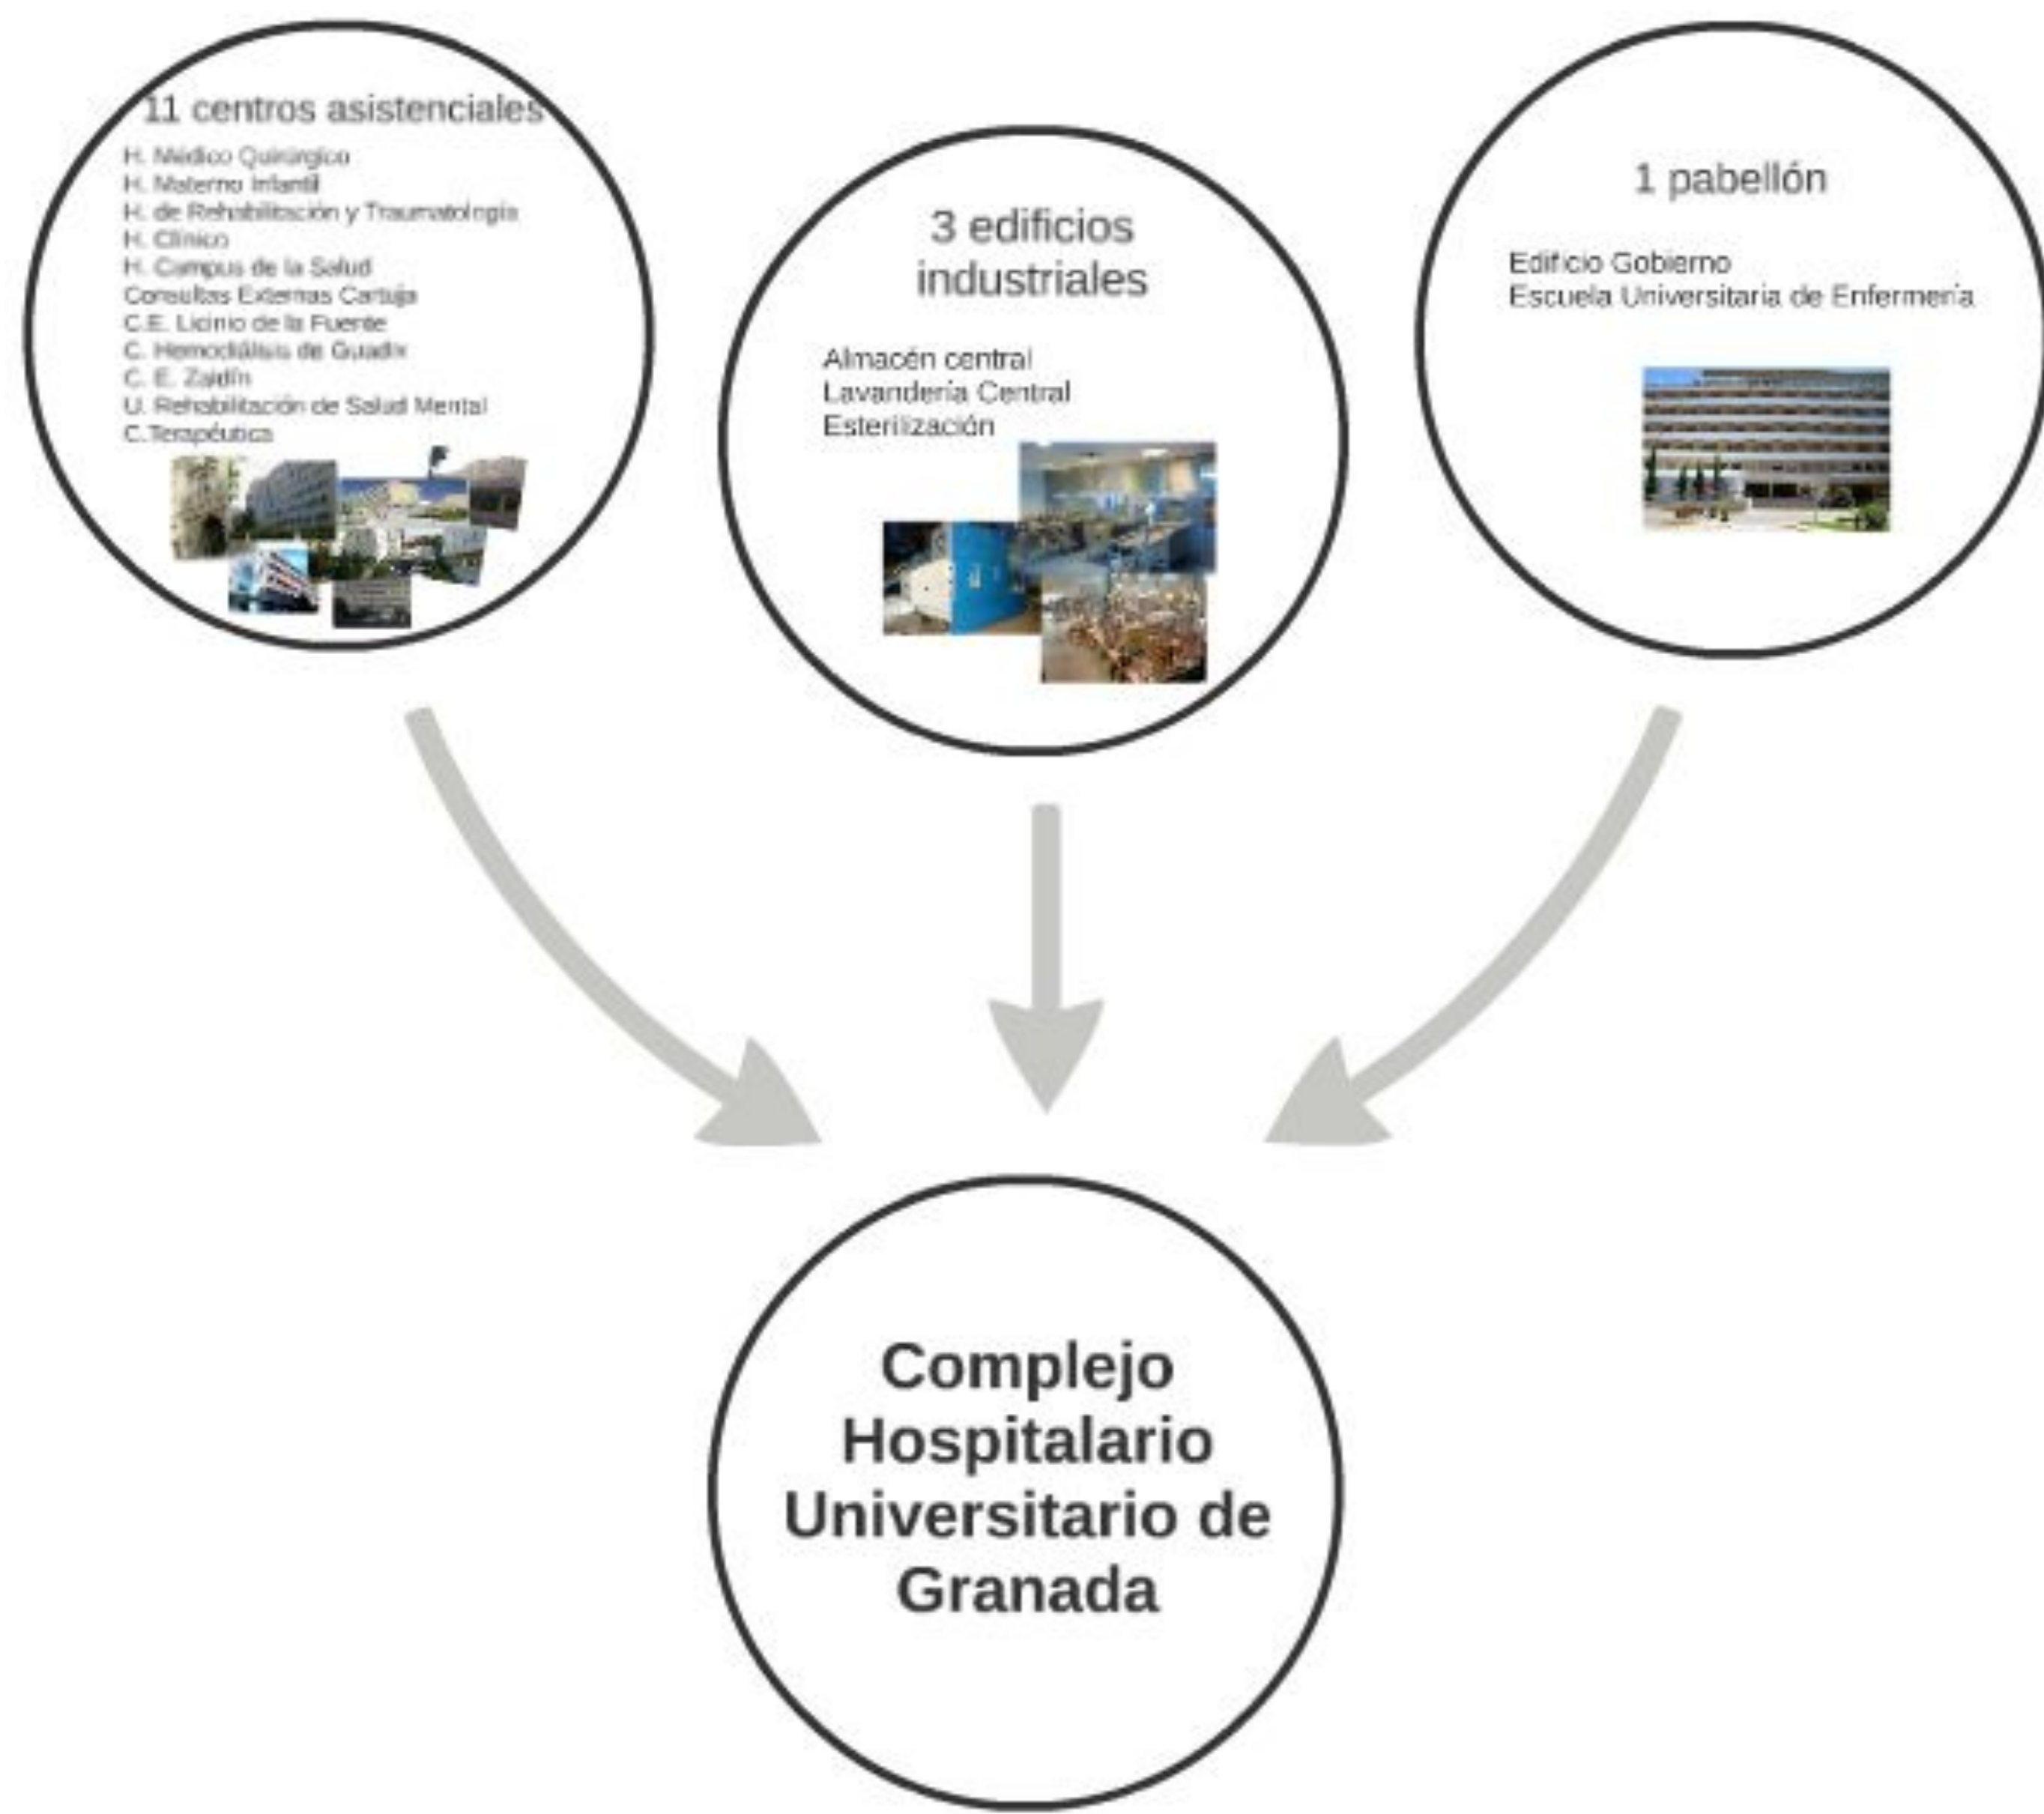 11 centros asistenciales
H. Médico Quirúrgico
H. Materno Infantil
H. de Rehabilitación y Traumatología
H. Clínico
H. Campus de la Salud
Consultas Externas Cartuja
C.E. Licinio de la Fuente
C. Hemodiálisis de Guadix
C. E. Zaidín
U. Rehabilitación de Salud Mental
C.Terapéutica
3 edificios
industriales
Almacén central
Lavandería Central
Esterilización
1 pabellón
Edificio Gobierno
Escuela Universitaria de Enfermería
Complejo
Hospitalario
Universitario de
Granada